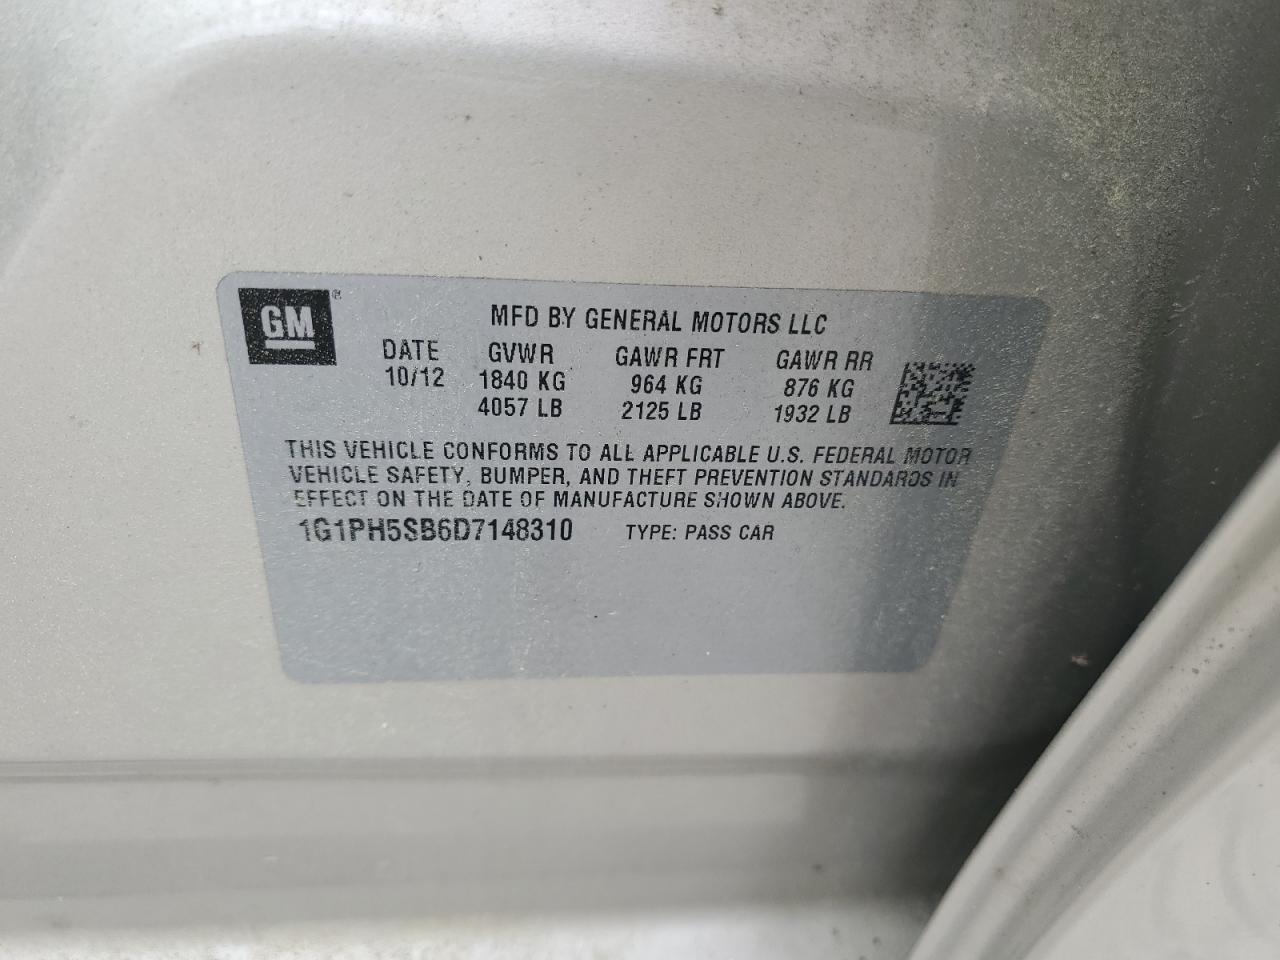 GM®
MFD BY GENERAL MOTORS LLC
DATE GVWR GAWR FRT GAWR RR
10/12 1840 KG 964 KG 876 KG
4057 LB 2125 LB 1932 LB
THIS VEHICLE CONFORMS TO ALL APPLICABLE U.S. FEDERAL MOTOR
VEHICLE SAFETY, BUMPER, AND THEFT PREVENTION STANDARDS IN
EFFECT ON THE DATE OF MANUFACTURE SHOWN ABOVE.
1G1PH5SB6D7148310 TYPE: PASS CAR